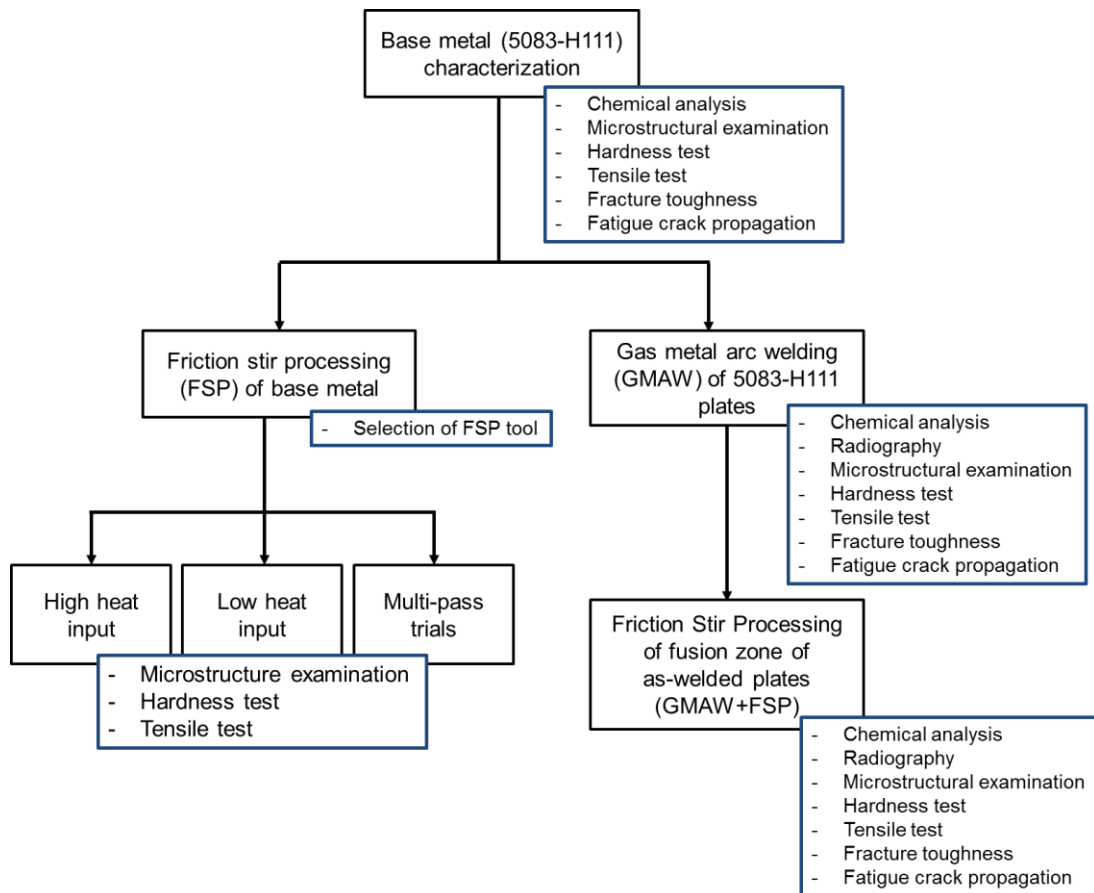 Base metal (5083-H111)
characterization
- Chemical analysis
- Microstructural examination
- Hardness test
- Tensile test
- Fracture toughness
- Fatigue crack propagation
Friction stir processing
(FSP) of base metal
- Selection of FSP tool
High heat
input
Low heat
input
Multi-pass
trials
- Microstructure examination
- Hardness test
- Tensile test
Gas metal arc welding
(GMAW) of 5083-H111
plates
- Chemical analysis
- Radiography
- Microstructural examination
- Hardness test
- Tensile test
- Fracture toughness
- Fatigue crack propagation
Friction Stir Processing
of fusion zone of
as-welded plates
(GMAW+FSP)
- Chemical analysis
- Radiography
- Microstructural examination
- Hardness test
- Tensile test
- Fracture toughness
- Fatigue crack propagation